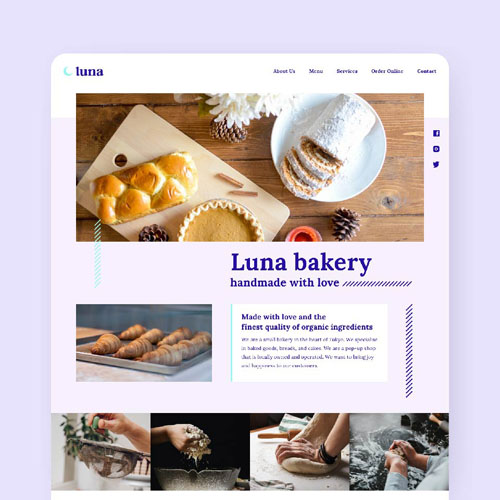 luna
About Us Menu Services Order Online Contact
Luna bakery
handmade with love
Made with love and the
finest quality of organic ingredients
We are a small bakery in the heart of Tokyo. We specialise
in baked goods, breads, and cakes. We are a pop-up shop
that is locally owned and operated. We want to bring joy
and happiness to our customers.